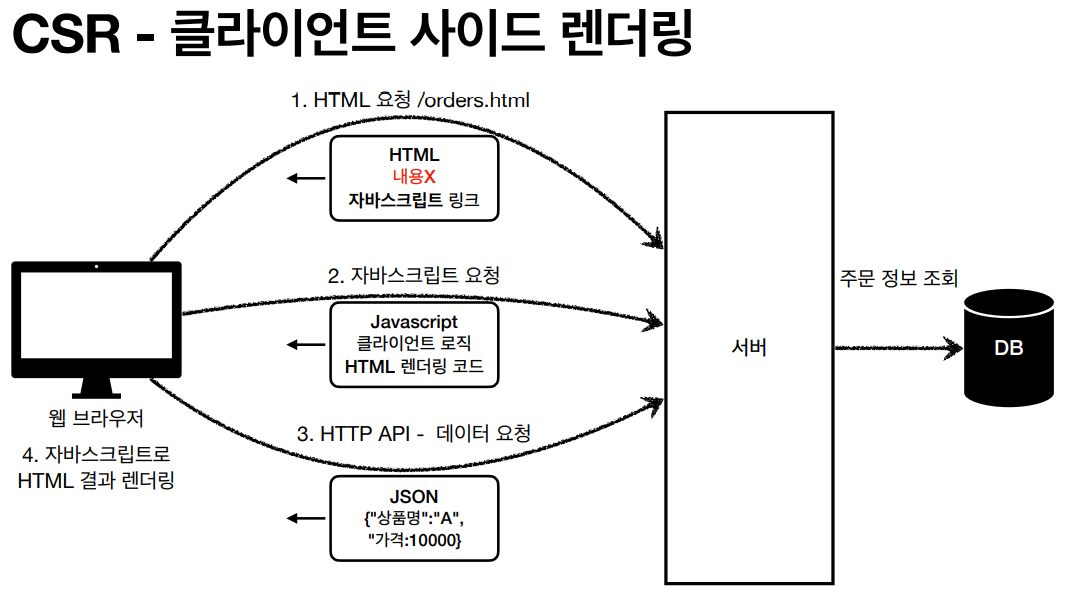 CSR - 클라이언트 사이드 렌더링
1. HTML 요청 /orders.html
HTML
내용X
자바스크립트 링크
2. 자바스크립트 요청
Javascript
클라이언트 로직
HTML 렌더링 코드
3. HTTP API - 데이터 요청
JSON
{"상품명":"A",
"가격:10000}
웹 브라우저
4. 자바스크립트로
HTML 결과 렌더링
서버
주문 정보 조회
DB